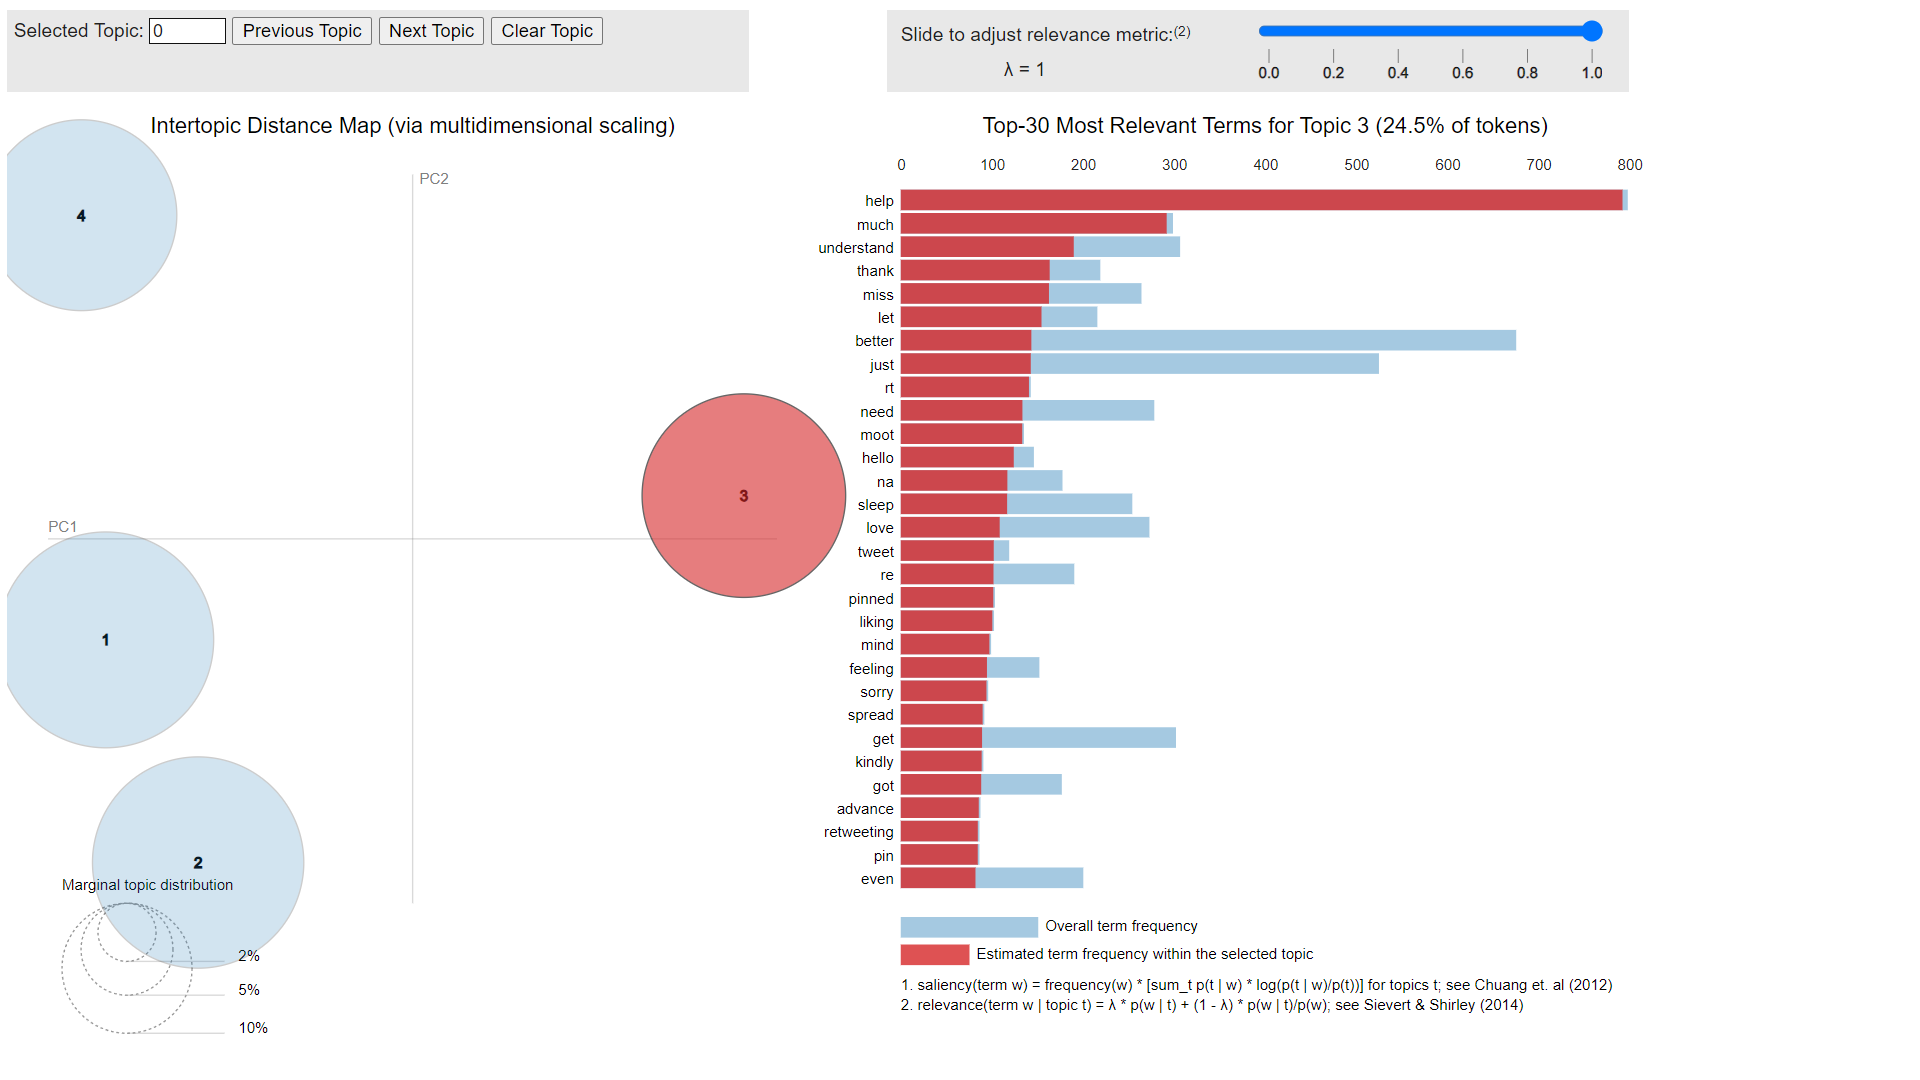 Selected Topic: 0 Previous Topic Next Topic Clear Topic
Slide to adjust relevance metric:(2)
λ = 1
0.0 0.2 0.4 0.6 0.8 1.0
Intertopic Distance Map (via multidimensional scaling)
PC2
PC1
4
3
1
2
Marginal topic distribution
2%
5%
10%
Top-30 Most Relevant Terms for Topic 3 (24.5% of tokens)
0 100 200 300 400 500 600 700 800
help
much
understand
thank
miss
let
better
just
rt
need
moot
hello
na
sleep
love
tweet
re
pinned
liking
mind
feeling
sorry
spread
get
kindly
got
advance
retweeting
pin
even
Overall term frequency
Estimated term frequency within the selected topic
1. saliency(term w) = frequency(w) * [sum_t p(t | w) * log(p(t | w)/p(t))] for topics t; see Chuang et. al (2012)
2. relevance(term w | topic t) = λ * p(w | t) + (1 - λ) * p(w | t)/p(w); see Sievert & Shirley (2014)